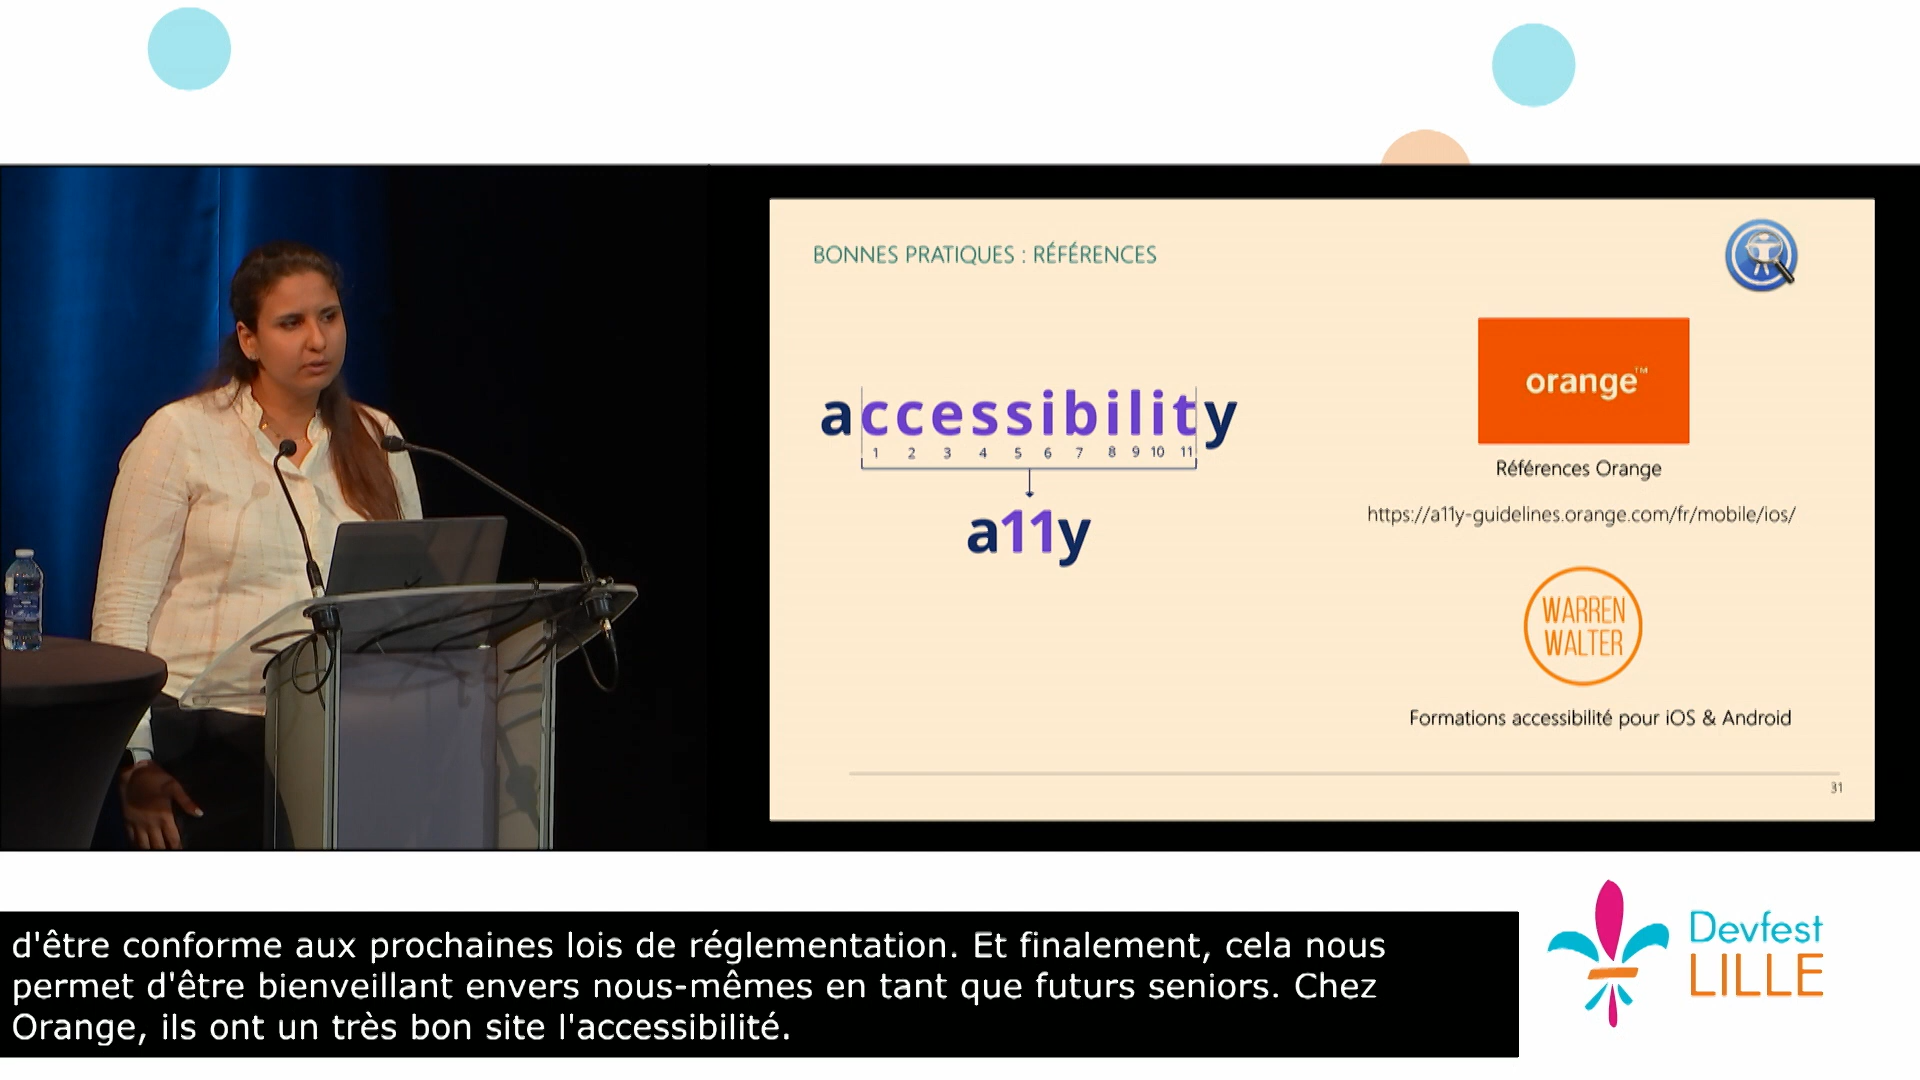 BONNES PRATIQUES : RÉFÉRENCES
accessibility
1 2 3 4 5 6 7 8 9 10 11
a11y
orange™
Références Orange
https://a11y-guidelines.orange.com/fr/mobile/ios/
WARREN
WALTER
Formations accessibilité pour iOS & Android
31
d'être conforme aux prochaines lois de réglementation. Et finalement, cela nous
permet d'être bienveillant envers nous-mêmes en tant que futurs seniors. Chez
Orange, ils ont un très bon site l'accessibilité.
Devfest
LILLE